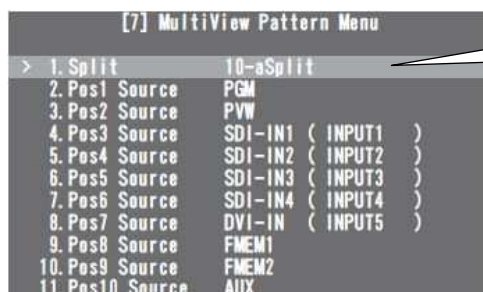 [7] MultiView Pattern Menu
> 1. Split 10-aSplit
2. Pos1 Source PGM
3. Pos2 Source PVW
4. Pos3 Source SDI-IN1 ( INPUT1 )
5. Pos4 Source SDI-IN2 ( INPUT2 )
6. Pos5 Source SDI-IN3 ( INPUT3 )
7. Pos6 Source SDI-IN4 ( INPUT4 )
8. Pos7 Source DVI-IN ( INPUT5 )
9. Pos8 Source FMEM1
10. Pos9 Source FMEM2
11. Pos10 Source AUX